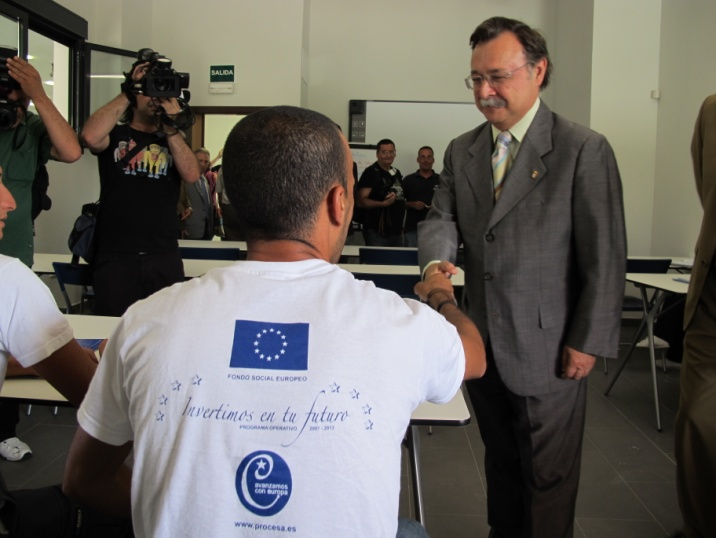 SALIDA
FONDO SOCIAL EUROPEO
Invertimos en tu futuro
PROGRAMA OPERATIVO 2007-2013
avanzamos
con europa
www.procesa.es